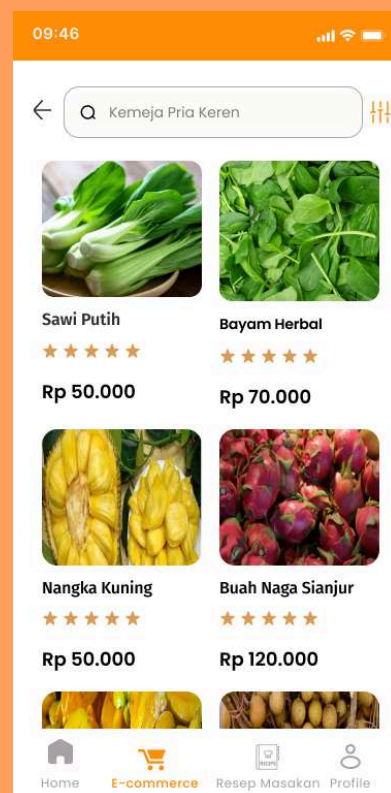 09:46
Kemeja Pria Keren
Sawi Putih
Bayam Herbal
Rp 50.000
Rp 70.000
Nangka Kuning
Buah Naga Sianjur
Rp 50.000
Rp 120.000
Home
E-commerce
Resep Masakan
Profile